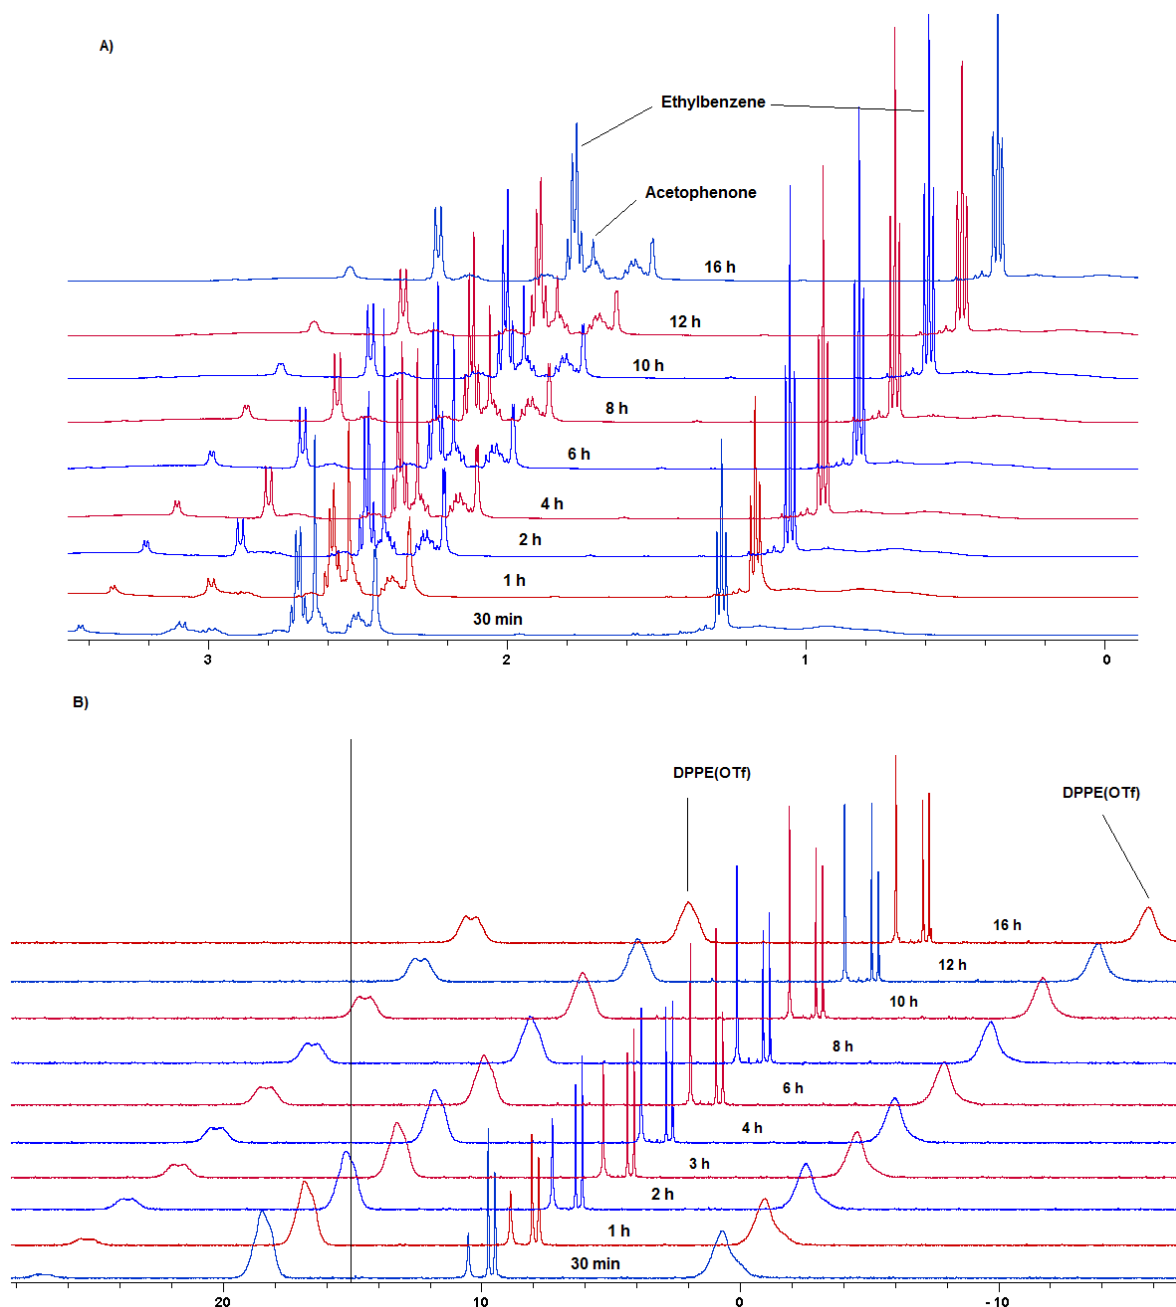 A)
Ethylbenzene
Acetophenone
16 h
12 h
10 h
8 h
6 h
4 h
2 h
1 h
30 min
3 2 1 0
B)
DPPE(OTf)
DPPE(OTf)
16 h
12 h
10 h
8 h
6 h
4 h
3 h
2 h
1 h
30 min
20 10 0 -10